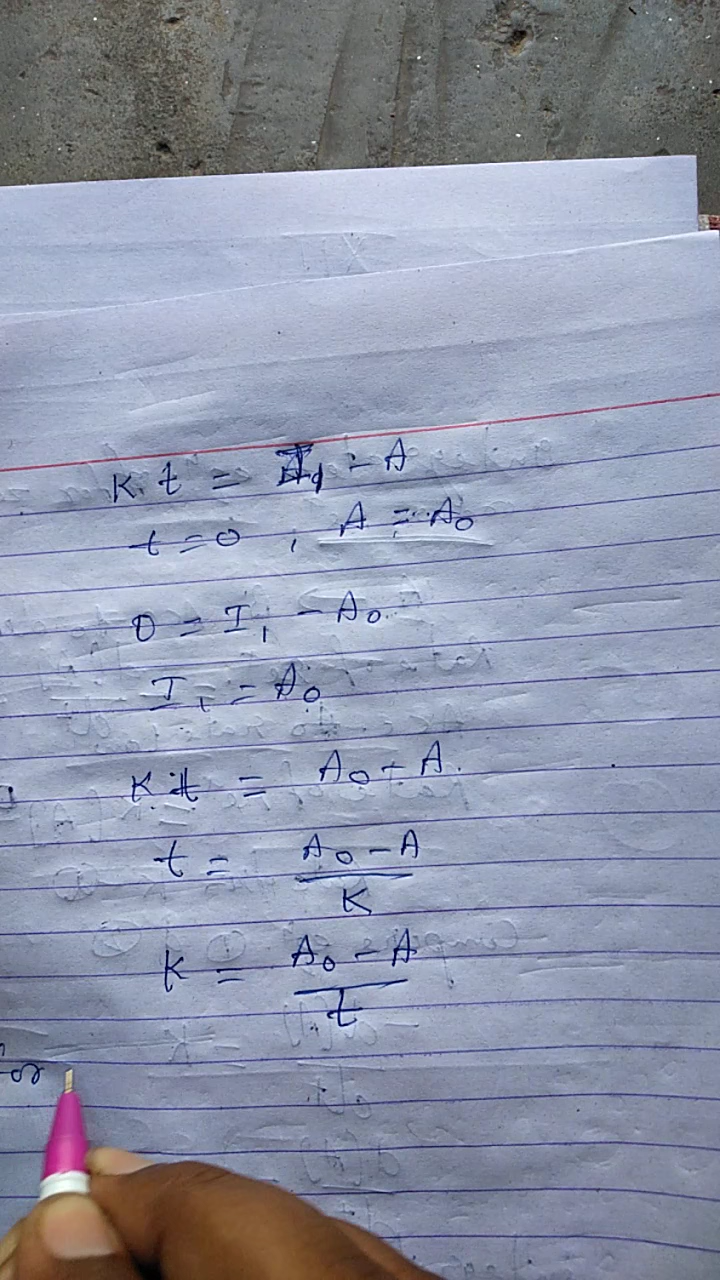 K.t = I₁ - A
t = 0 , A = A₀
0 = I₁ - A₀
I₁ = A₀
K.t = A₀ - A.
t = A₀ - A / K
K = A₀ - A / t